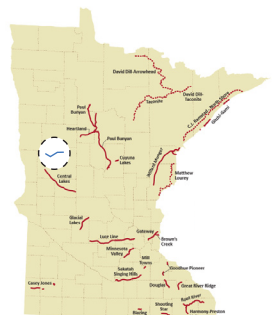 David Dill-Arrowhead
David Dill-
Taconite
Taconite
C.J. Ramstad - North Shore
Gitchi-Gami
Paul
Bunyan
Heartland
Paul Bunyan
Cuyuna
Lakes
Willard Munger
Matthew
Lourey
Central
Lakes
Glacial
Lakes
Luce Line
Gateway
Brown's
Creek
Minnesota
Valley
Mill
Towns
Sakatah
Singing Hills
Goodhue Pioneer
Douglas
Great River Ridge
Casey Jones
Root River
Shooting
Star
Blazing
Harmony-Preston